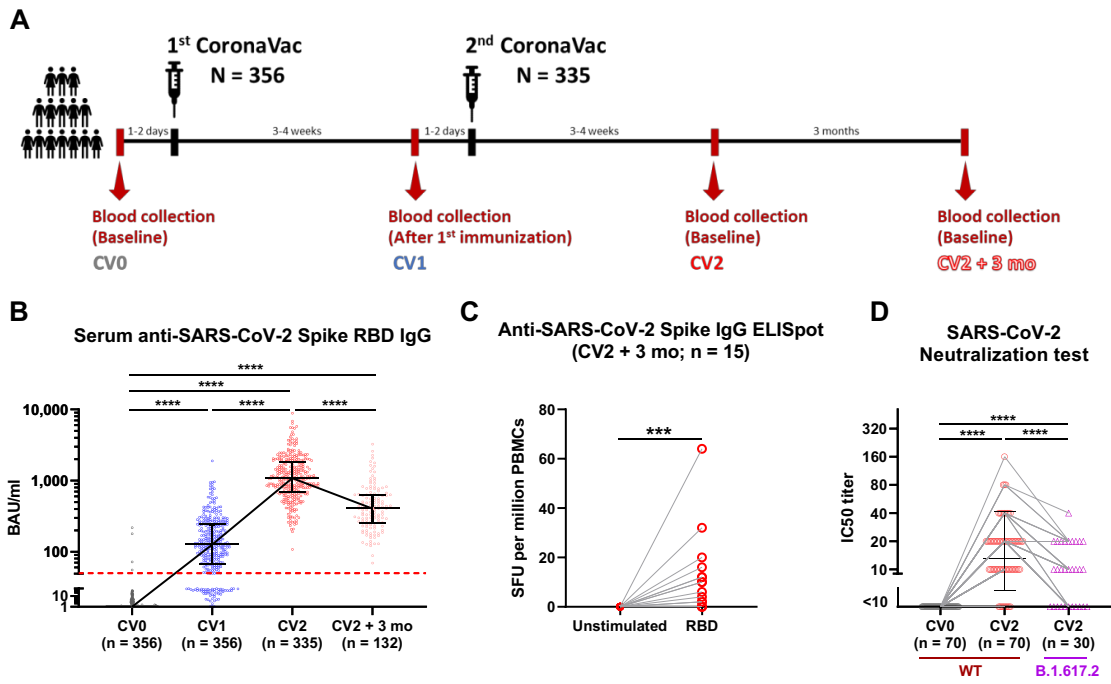 A
1st CoronaVac
N = 356
2nd CoronaVac
N = 335
1-2 days
3-4 weeks
1-2 days
3-4 weeks
3 months
Blood collection
(Baseline)
CV0
Blood collection
(After 1st immunization)
CV1
Blood collection
(Baseline)
CV2
Blood collection
(Baseline)
CV2 + 3 mo
B
Serum anti-SARS-CoV-2 Spike RBD IgG
****
****
**** **** ****
BAU/ml
10,000
1,000
100
10
1
CV0 CV1 CV2 CV2 + 3 mo
(n = 356) (n = 356) (n = 335) (n = 132)
C
Anti-SARS-CoV-2 Spike IgG ELISpot
(CV2 + 3 mo; n = 15)
SFU per million PBMCs
80
60
40
20
0
***
Unstimulated RBD
D
SARS-CoV-2
Neutralization test
****
**** ****
IC50 titer
320
160
80
40
20
10
<10
CV0 CV2 CV2
(n = 70) (n = 70) (n = 30)
WT B.1.617.2